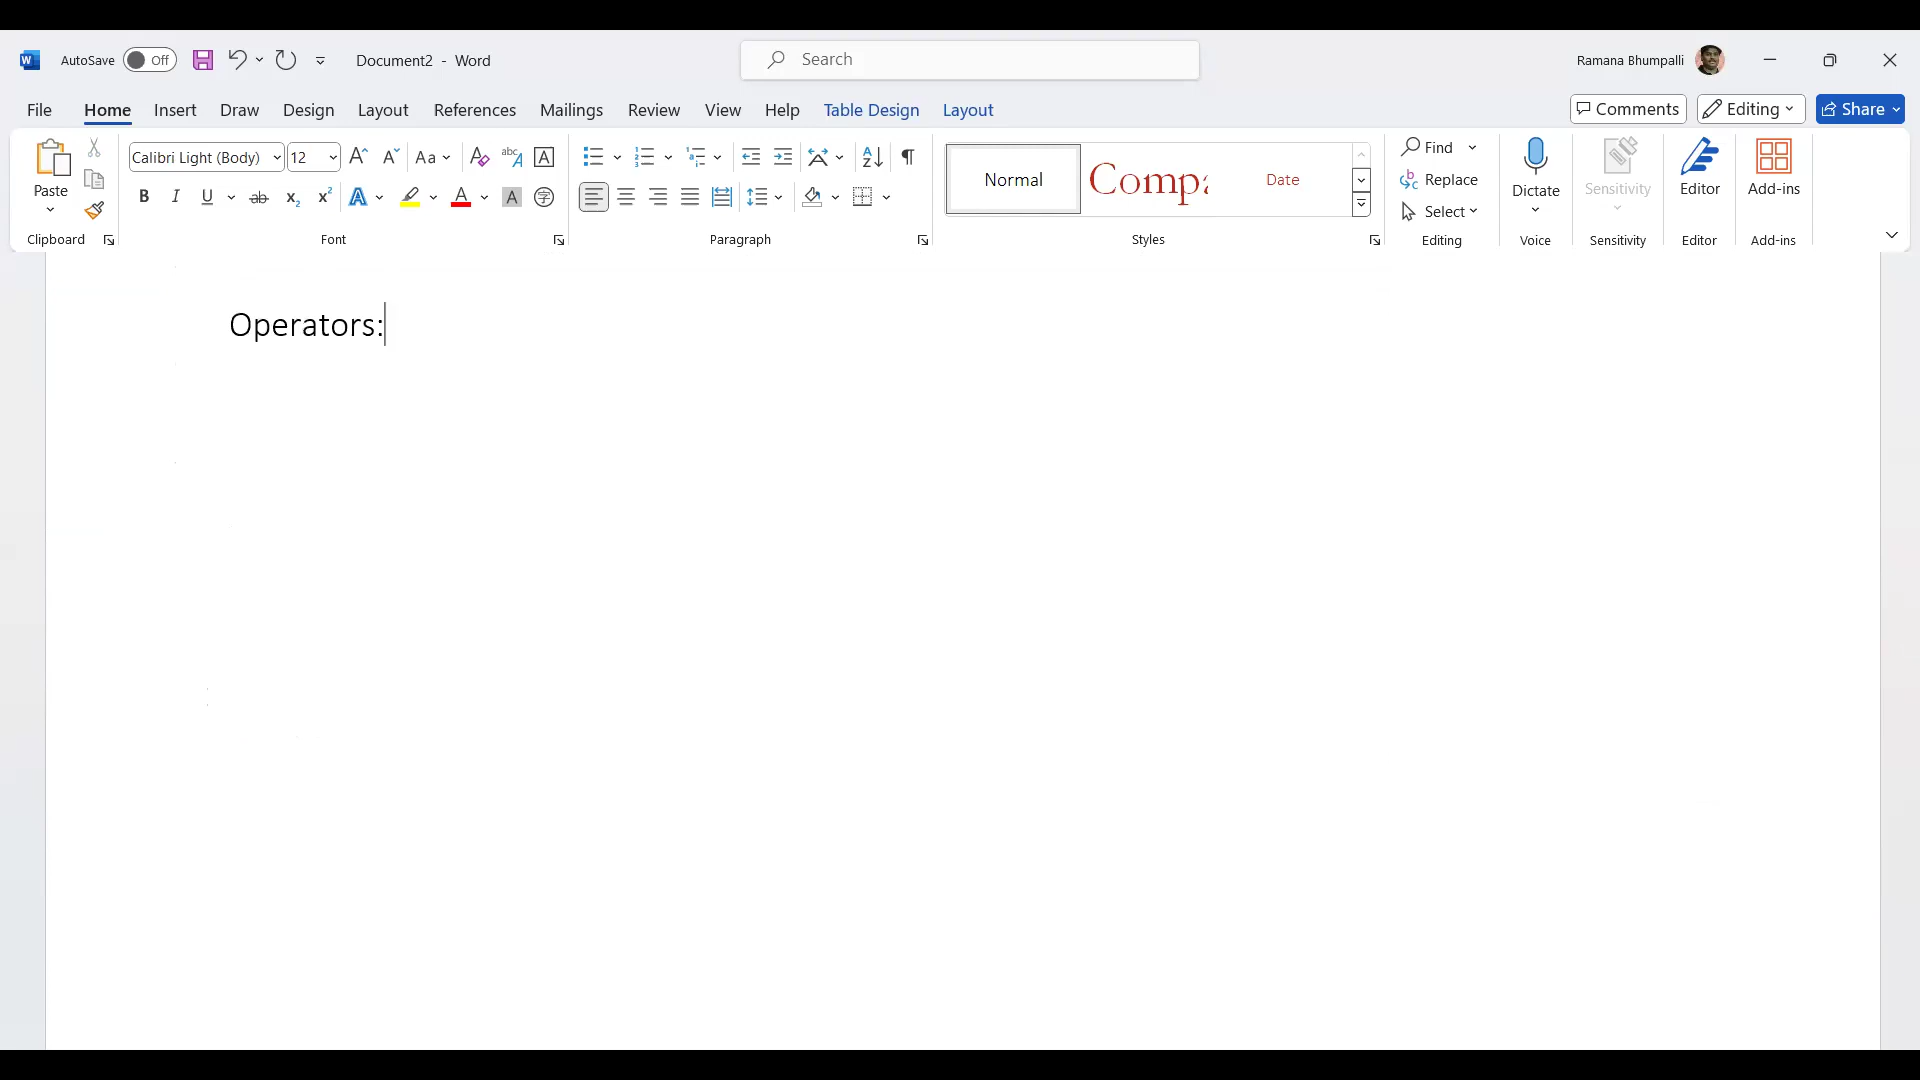 AutoSave Off Document2 - Word Search Ramana Bhumpalli
File Home Insert Draw Design Layout References Mailings Review View Help Table Design Layout Comments Editing Share
Paste Calibri Light (Body) 12 Aa Normal Compa Date Find Replace Select Dictate Sensitivity Editor Add-ins
Clipboard Font Paragraph Styles Editing Voice Sensitivity Editor Add-ins
Operators: